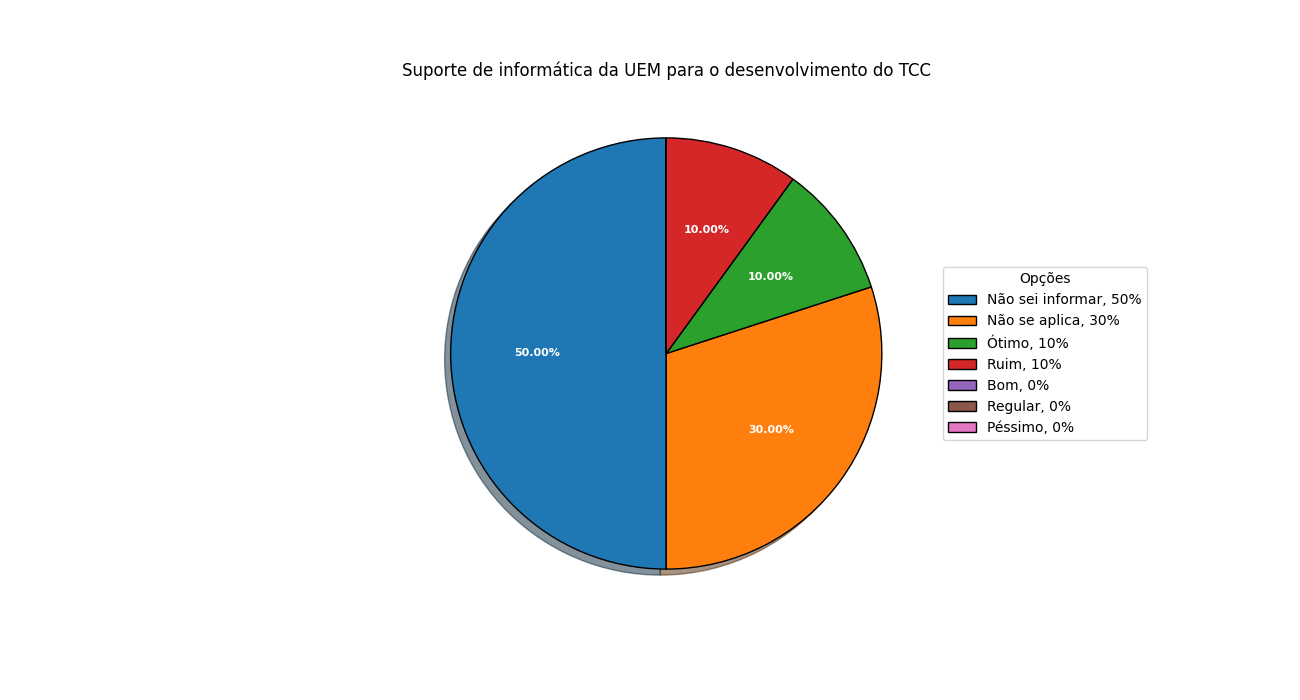 Suporte de informática da UEM para o desenvolvimento do TCC
10.00%
10.00%
50.00%
30.00%
Opções
Não sei informar, 50%
Não se aplica, 30%
Ótimo, 10%
Ruim, 10%
Bom, 0%
Regular, 0%
Péssimo, 0%